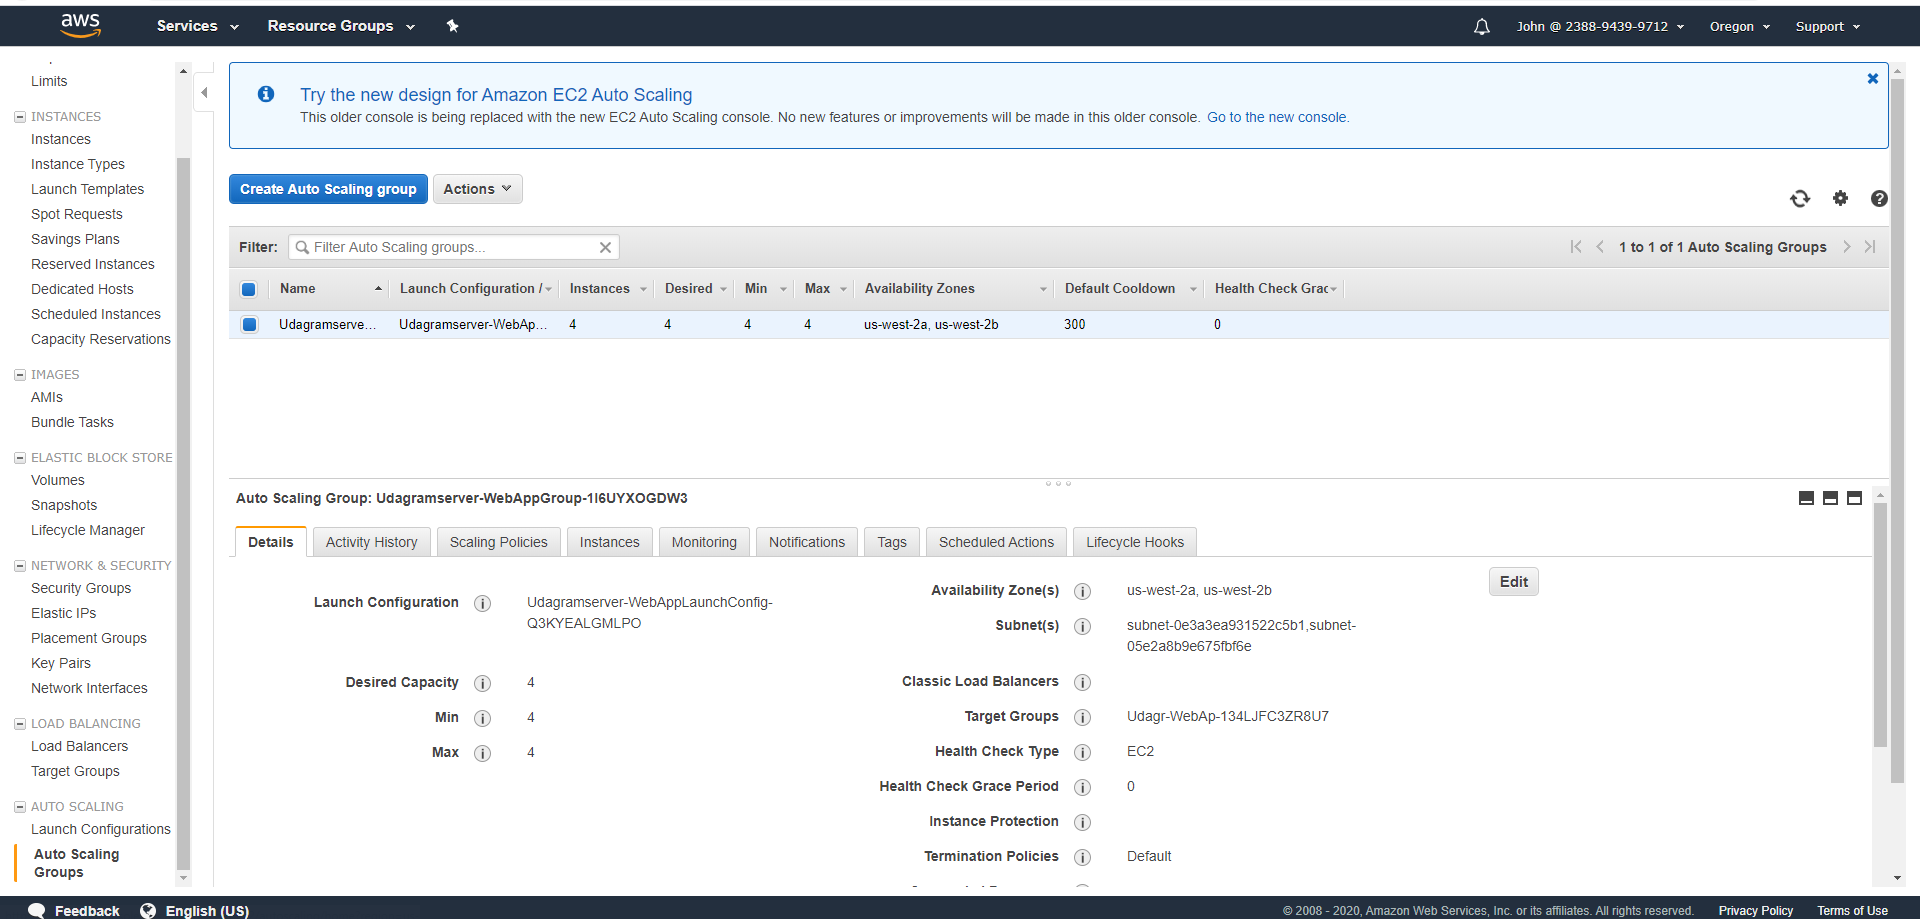 aws
Services
Resource Groups
John @ 2388-9439-9712
Oregon
Support
Limits
INSTANCES
Instances
Instance Types
Launch Templates
Spot Requests
Savings Plans
Reserved Instances
Dedicated Hosts
Scheduled Instances
Capacity Reservations
IMAGES
AMIs
Bundle Tasks
ELASTIC BLOCK STORE
Volumes
Snapshots
Lifecycle Manager
NETWORK & SECURITY
Security Groups
Elastic IPs
Placement Groups
Key Pairs
Network Interfaces
LOAD BALANCING
Load Balancers
Target Groups
AUTO SCALING
Launch Configurations
Auto Scaling
Groups
Try the new design for Amazon EC2 Auto Scaling
This older console is being replaced with the new EC2 Auto Scaling console. No new features or improvements will be made in this older console. Go to the new console.
Create Auto Scaling group
Actions
Filter: Filter Auto Scaling groups...
1 to 1 of 1 Auto Scaling Groups
Name Launch Configuration / Instances Desired Min Max Availability Zones Default Cooldown Health Check Grac
Udagramserve... Udagramserver-WebAp... 4 4 4 4 us-west-2a, us-west-2b 300 0
Auto Scaling Group: Udagramserver-WebAppGroup-1I6UYXOGDW3
Details Activity History Scaling Policies Instances Monitoring Notifications Tags Scheduled Actions Lifecycle Hooks
Launch Configuration Udagramserver-WebAppLaunchConfig-
Q3KYEALGMLPO
Desired Capacity 4
Min 4
Max 4
Edit
Availability Zone(s) us-west-2a, us-west-2b
Subnet(s) subnet-0e3a3ea931522c5b1,subnet-
05e2a8b9e675fbf6e
Classic Load Balancers
Target Groups Udagr-WebAp-134LJFC3ZR8U7
Health Check Type EC2
Health Check Grace Period 0
Instance Protection
Termination Policies Default
Feedback
English (US)
© 2008 - 2020, Amazon Web Services, Inc. or its affiliates. All rights reserved. Privacy Policy Terms of Use